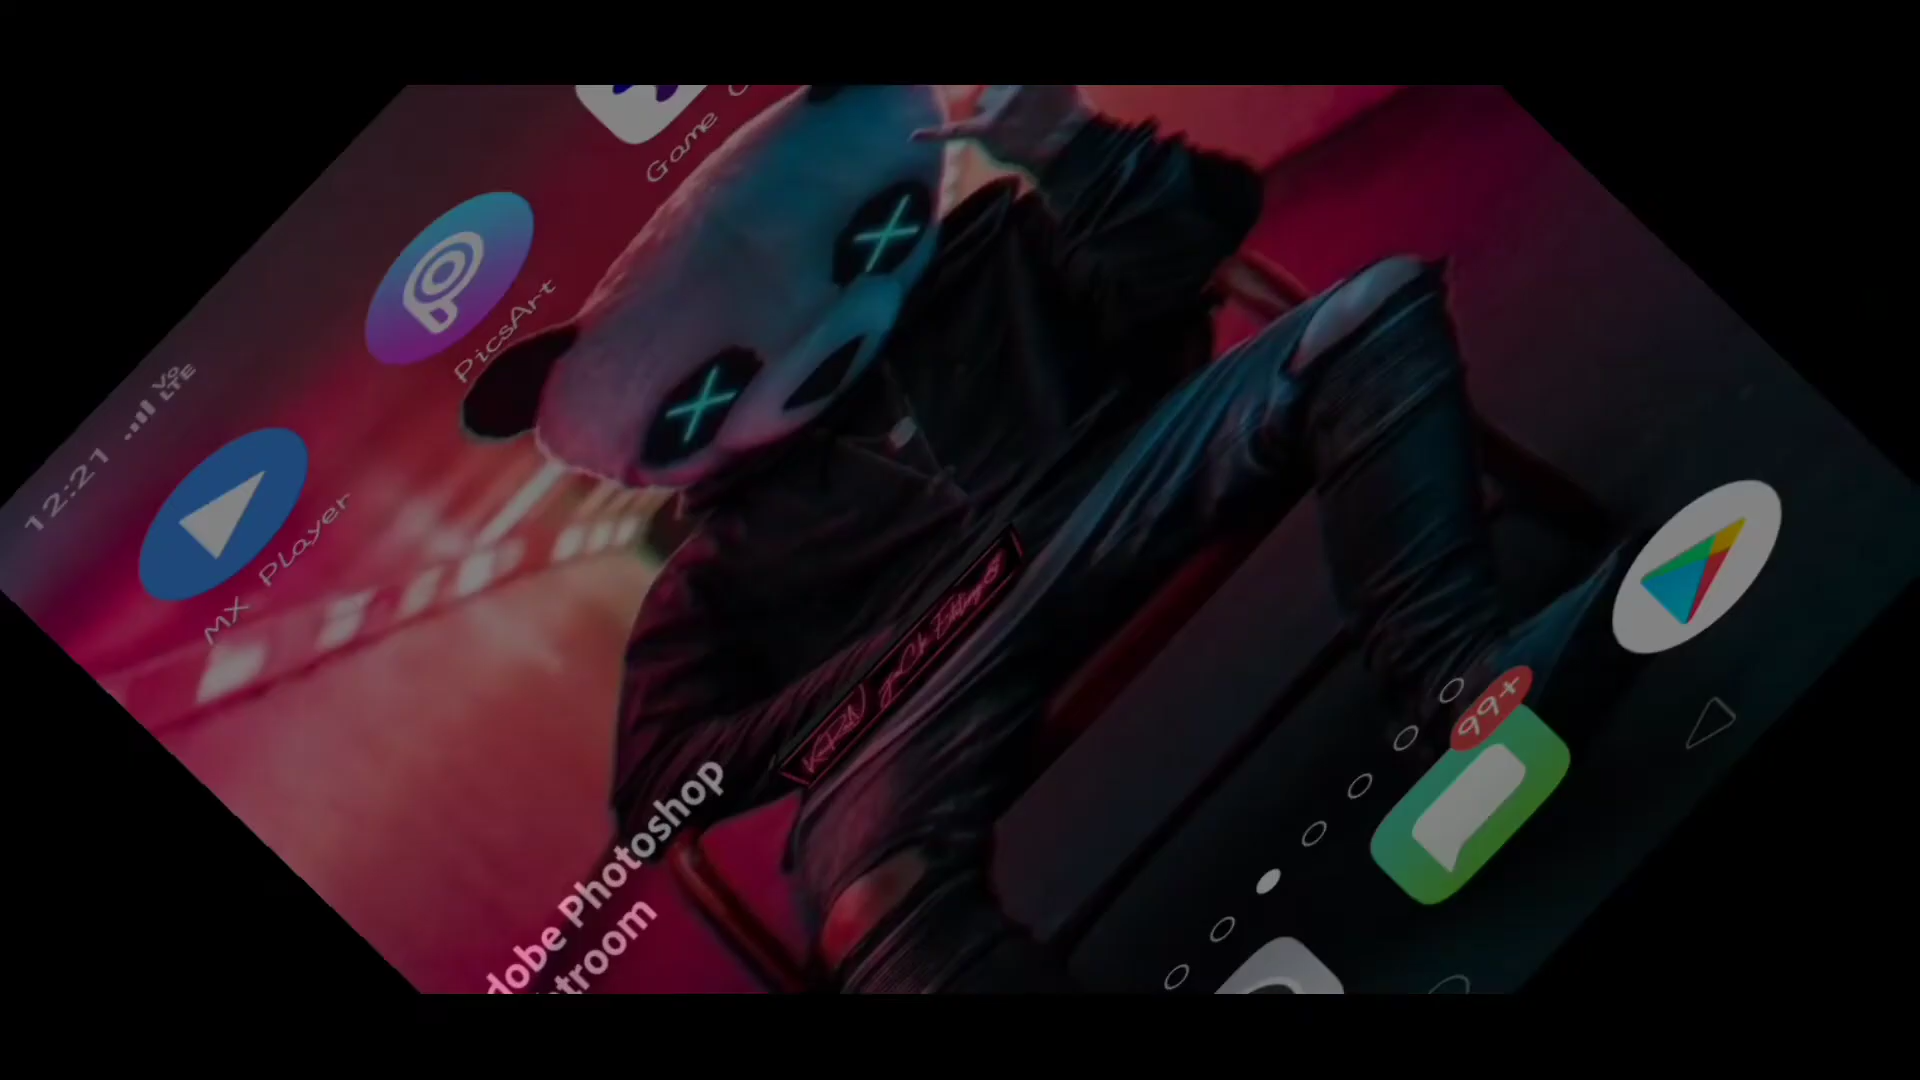 12:21 Vo LTE
MX Player
PicsArt
Game
dobe Photoshop
troom
99+